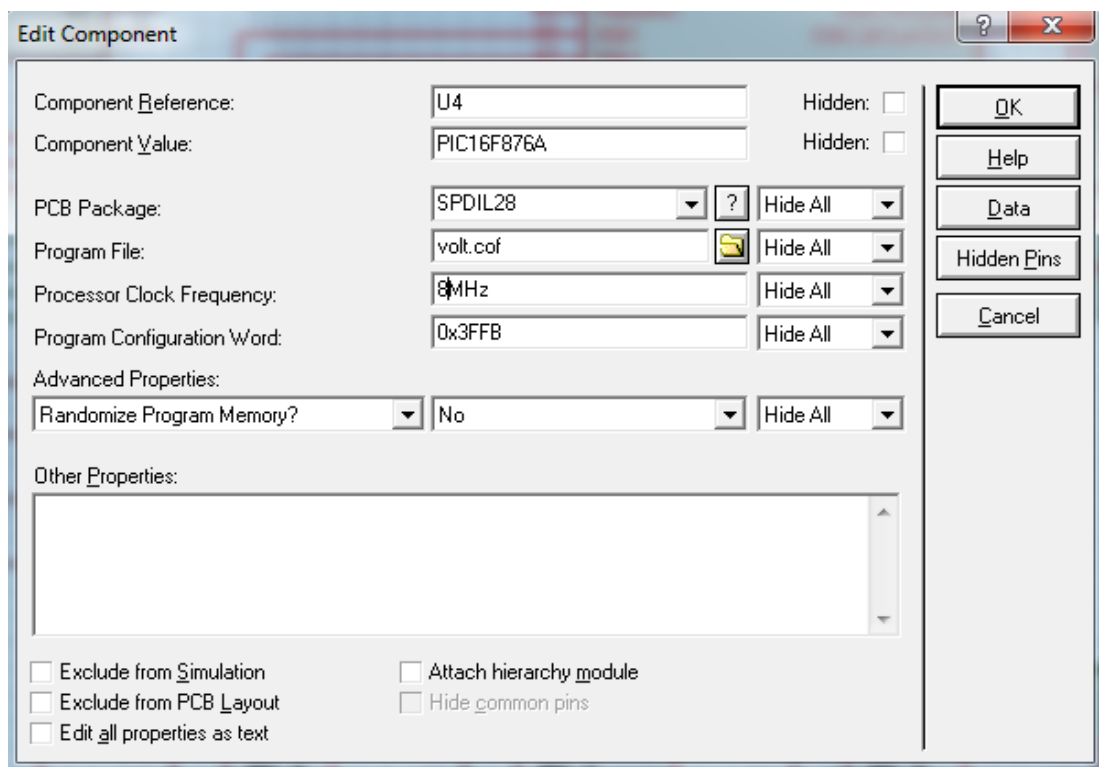 Edit Component
?
X
Component Reference: U4 Hidden:
Component Value: PIC16F876A Hidden:
PCB Package: SPDIL28 ? Hide All
Program File: volt.cof Hide All
Processor Clock Frequency: 8MHz Hide All
Program Configuration Word: 0x3FFB Hide All
Advanced Properties:
Randomize Program Memory? No Hide All
Other Properties:
Exclude from Simulation Attach hierarchy module
Exclude from PCB Layout Hide common pins
Edit all properties as text
OK
Help
Data
Hidden Pins
Cancel